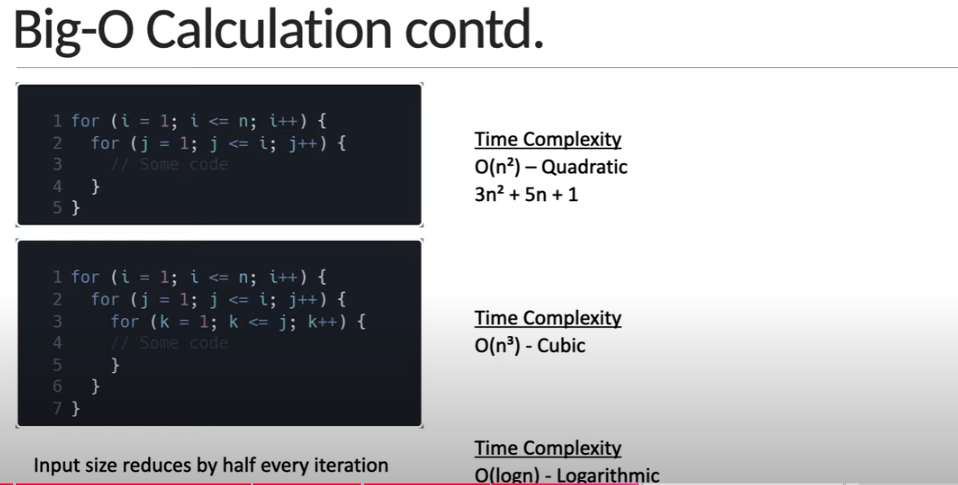 Big-O Calculation contd.
1 for (i = 1; i <= n; i++) {
2 for (j = 1; j <= i; j++) {
3 // Some code
4 }
5 }
Time Complexity
O(n²) – Quadratic
3n² + 5n + 1
1 for (i = 1; i <= n; i++) {
2 for (j = 1; j <= i; j++) {
3 for (k = 1; k <= j; k++) {
4 // Some code
5 }
6 }
7 }
Time Complexity
O(n³) - Cubic
Input size reduces by half every iteration
Time Complexity
O(logn) - Logarithmic